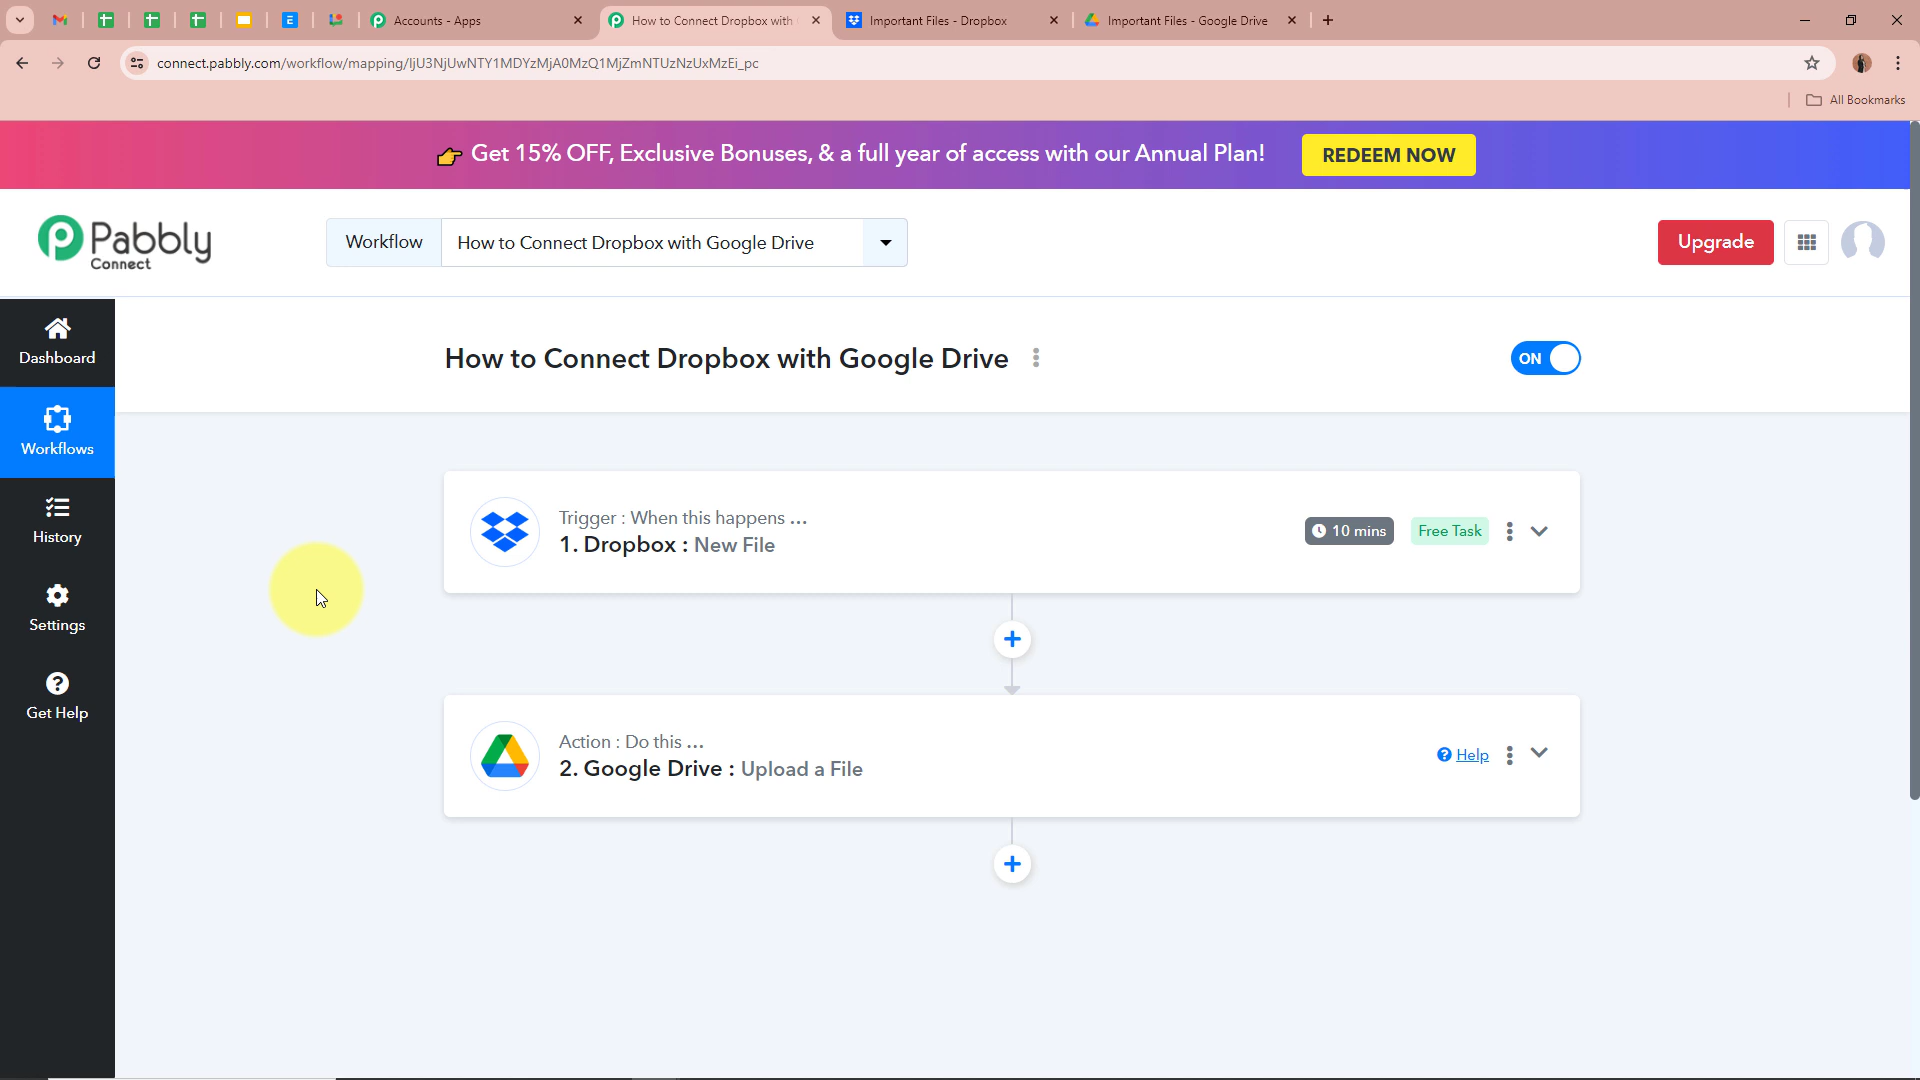 Accounts - Apps
How to Connect Dropbox with
Important Files - Dropbox
Important Files - Google Drive
connect.pabbly.com/workflow/mapping/IjU3NjUwNTY1MDYzMjA0MzQ1MjZmNTUzNzUxMzEi_pc
All Bookmarks
Get 15% OFF, Exclusive Bonuses, & a full year of access with our Annual Plan!
REDEEM NOW
Pabbly
Connect
Workflow
How to Connect Dropbox with Google Drive
Upgrade
Dashboard
Workflows
History
Settings
Get Help
How to Connect Dropbox with Google Drive
ON
Trigger : When this happens ...
1. Dropbox : New File
10 mins
Free Task
Action : Do this ...
2. Google Drive : Upload a File
Help